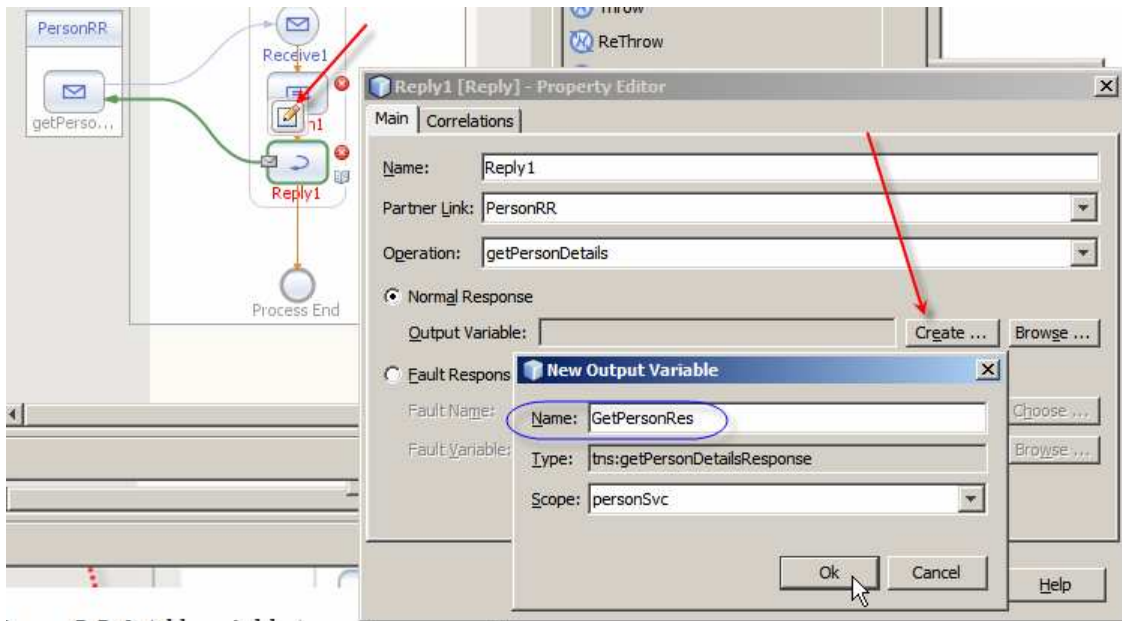 PersonRR
getPerso...
Receive1
n1
Reply1
Process End
Throw
ReThrow
Reply1 [Reply] - Property Editor
Main
Correlations
Name: Reply1
Partner Link: PersonRR
Operation: getPersonDetails
Normal Response
Output Variable:
Create ...
Browse ...
Fault Respons
Fault Name:
Choose ...
Fault Variable:
Browse ...
New Output Variable
Name: GetPersonRes
Type: tns:getPersonDetailsResponse
Scope: personSvc
Ok
Cancel
Help